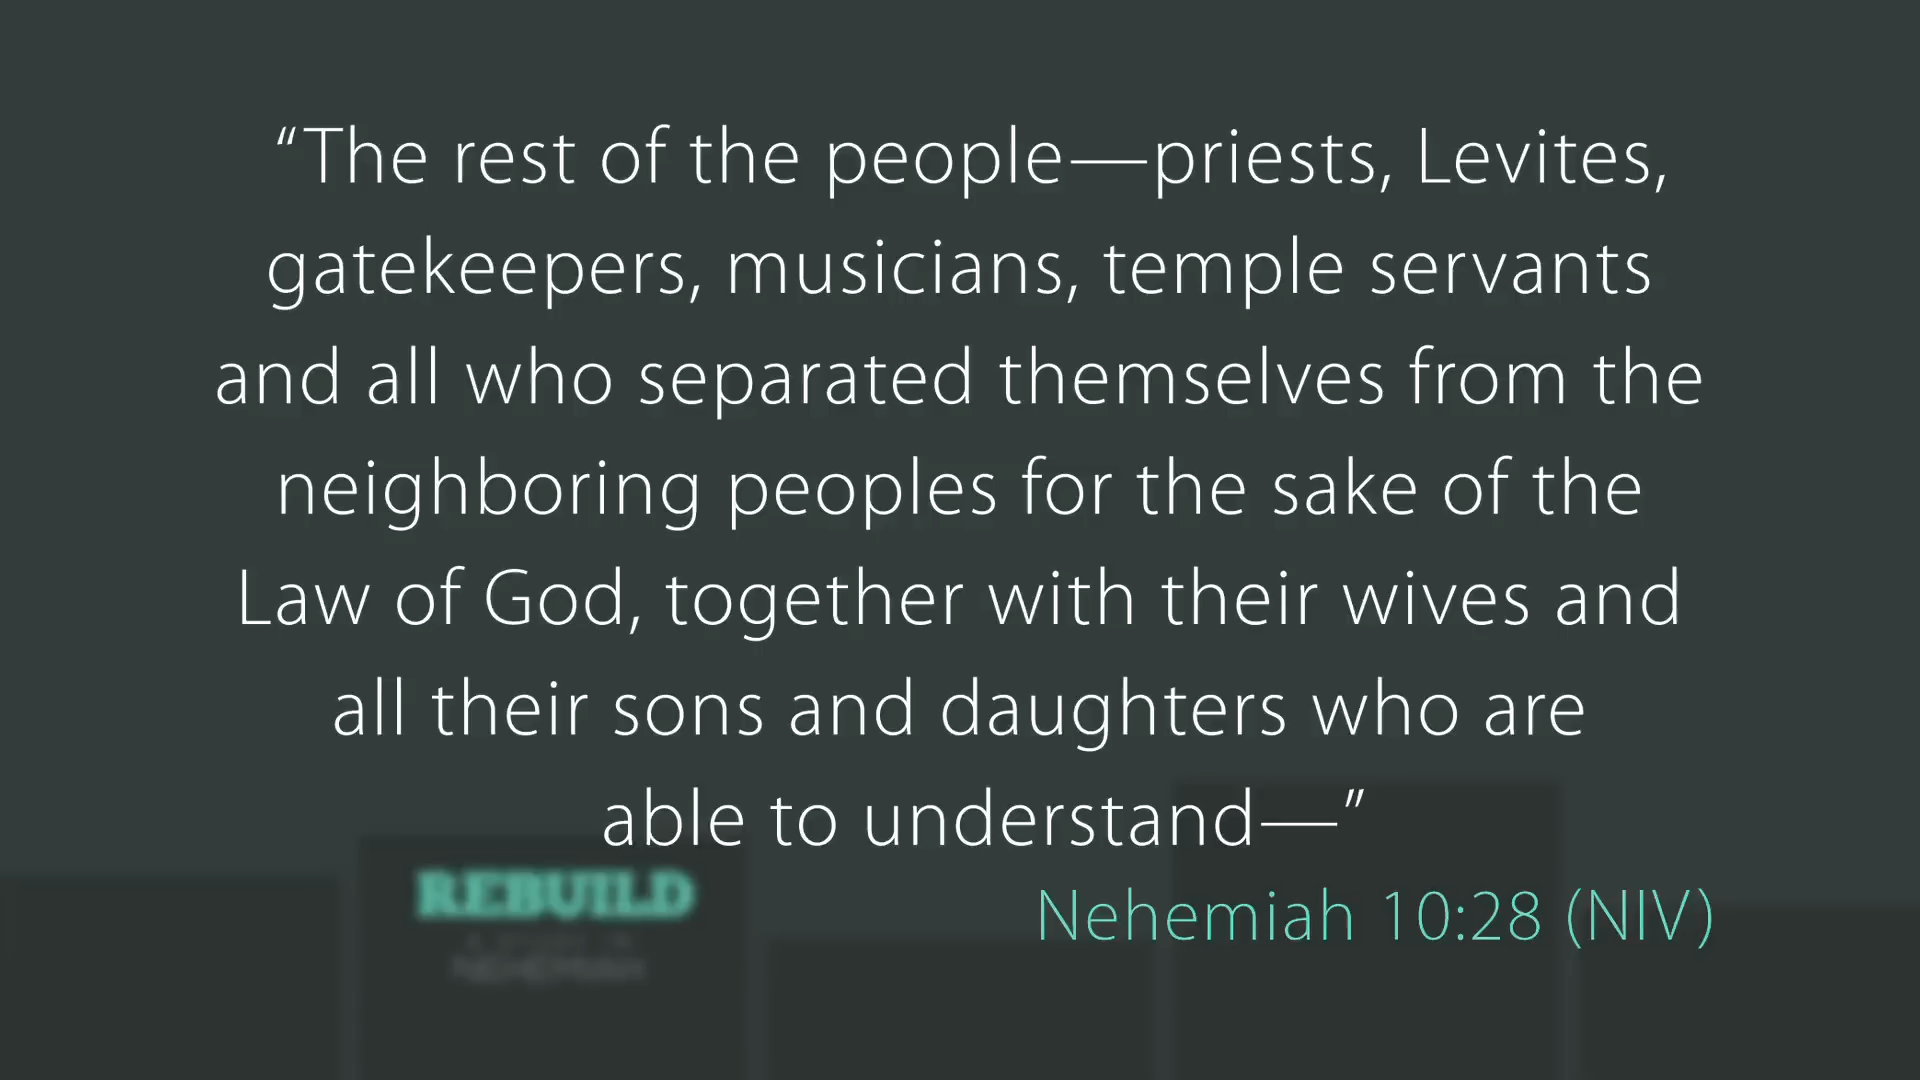 “The rest of the people—priests, Levites,
gatekeepers, musicians, temple servants
and all who separated themselves from the
neighboring peoples for the sake of the
Law of God, together with their wives and
all their sons and daughters who are
able to understand—”
Nehemiah 10:28 (NIV)
REBUILD
NEHEMIAH